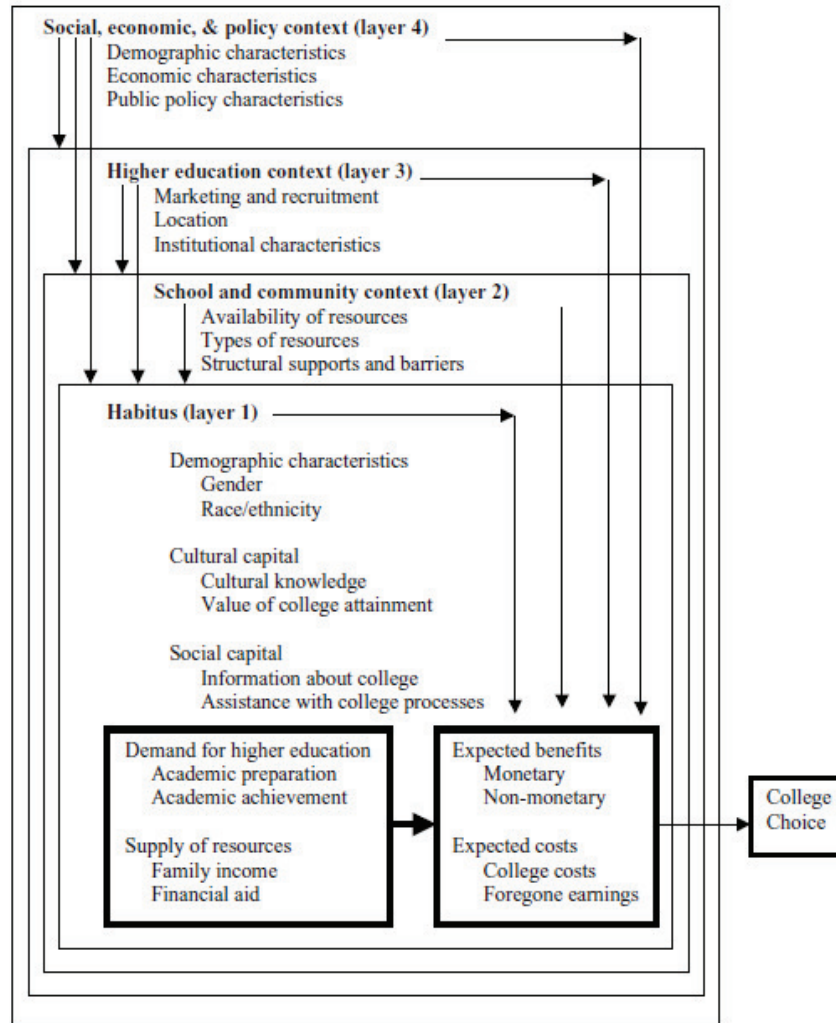 Social, economic, & policy context (layer 4)
Demographic characteristics
Economic characteristics
Public policy characteristics
Higher education context (layer 3)
Marketing and recruitment
Location
Institutional characteristics
School and community context (layer 2)
Availability of resources
Types of resources
Structural supports and barriers
Habitus (layer 1)
Demographic characteristics
Gender
Race/ethnicity
Cultural capital
Cultural knowledge
Value of college attainment
Social capital
Information about college
Assistance with college processes
Demand for higher education
Academic preparation
Academic achievement
Supply of resources
Family income
Financial aid
Expected benefits
Monetary
Non-monetary
Expected costs
College costs
Foregone earnings
College
Choice